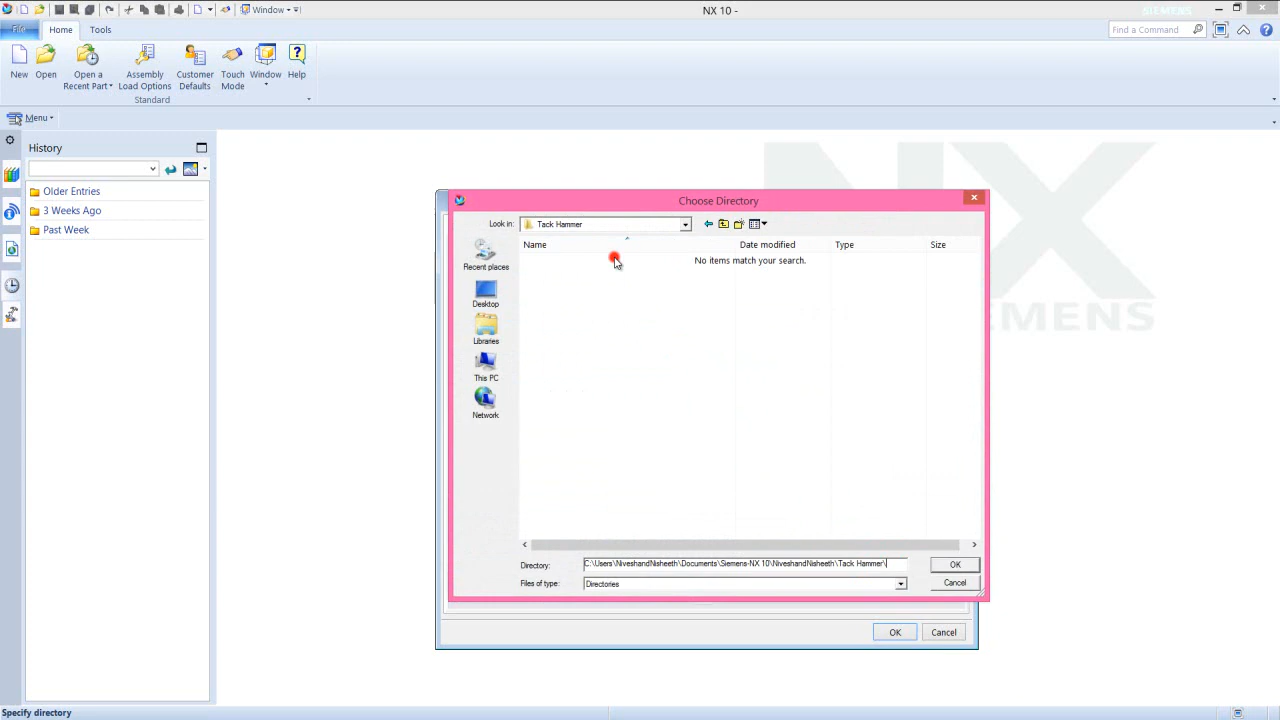 Window
NX 10 -
SIEMENS
File
Home
Tools
Find a Command
New
Open
Open a
Recent Part
Assembly
Load Options
Customer
Defaults
Touch
Mode
Window
Help
Standard
Menu
History
Older Entries
3 Weeks Ago
Past Week
NX
SIEMENS
Choose Directory
Look in:
Tack Hammer
Name
Date modified
Type
Size
No items match your search.
Recent places
Desktop
Libraries
This PC
Network
Directory:
C:\Users\NiveshandNisheeth\Documents\Siemens-NX 10\NiveshandNisheeth\Tack Hammer\
OK
Files of type:
Directories
Cancel
OK
Cancel
Specify directory